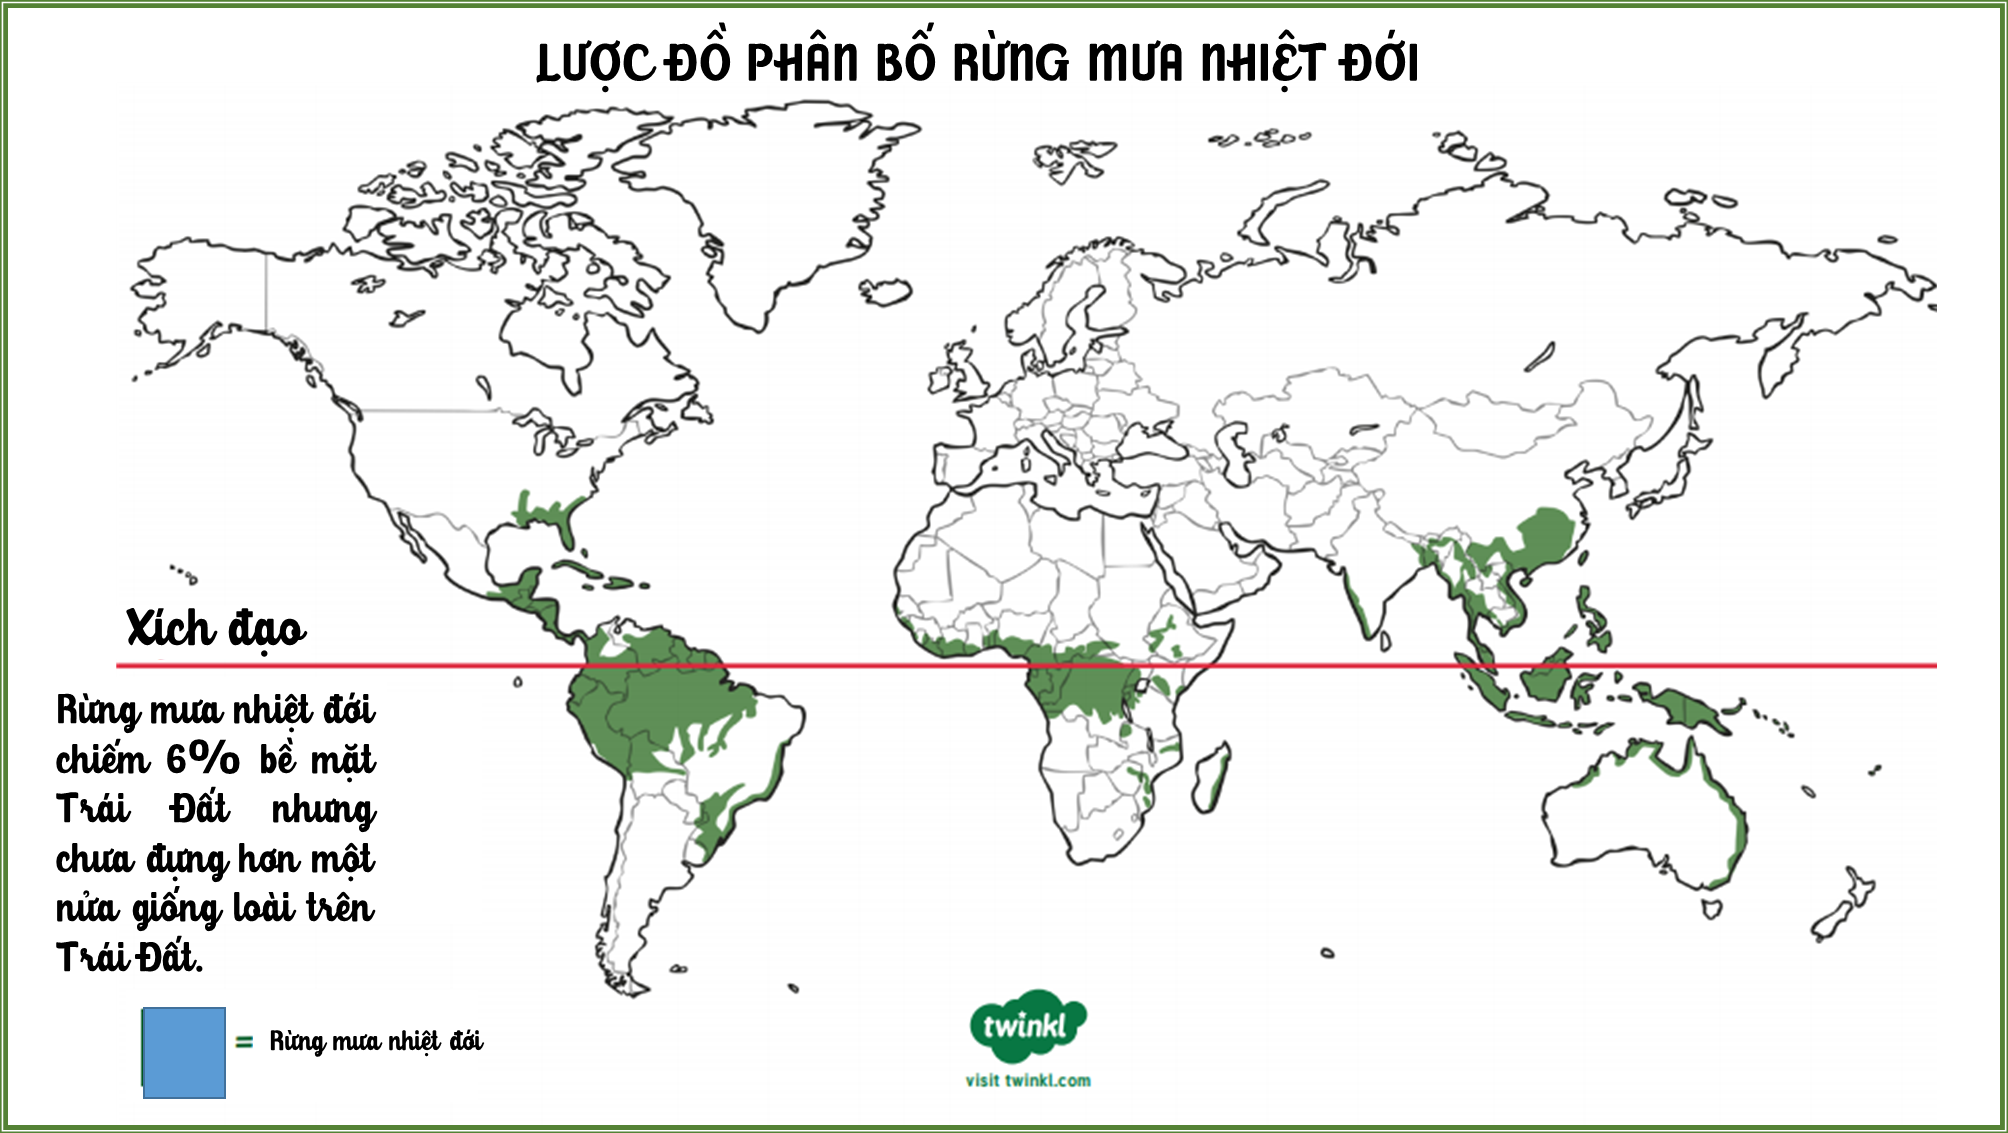 LƯỢC ĐỒ PHÂN BỐ RỪNG MƯA NHIỆT ĐỚI
Xích đạo
Rừng mưa nhiệt đới
chiếm 6% bề mặt
Trái Đất nhưng
chưa đựng hơn một
nửa giống loài trên
Trái Đất.
= Rừng mưa nhiệt đới
twinkl
visit twinkl.com